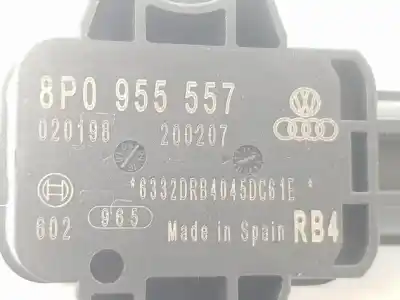 8P0 955 557
020198 200207
*6332DRB4045DC61E *
602 965 Made in Spain RB4